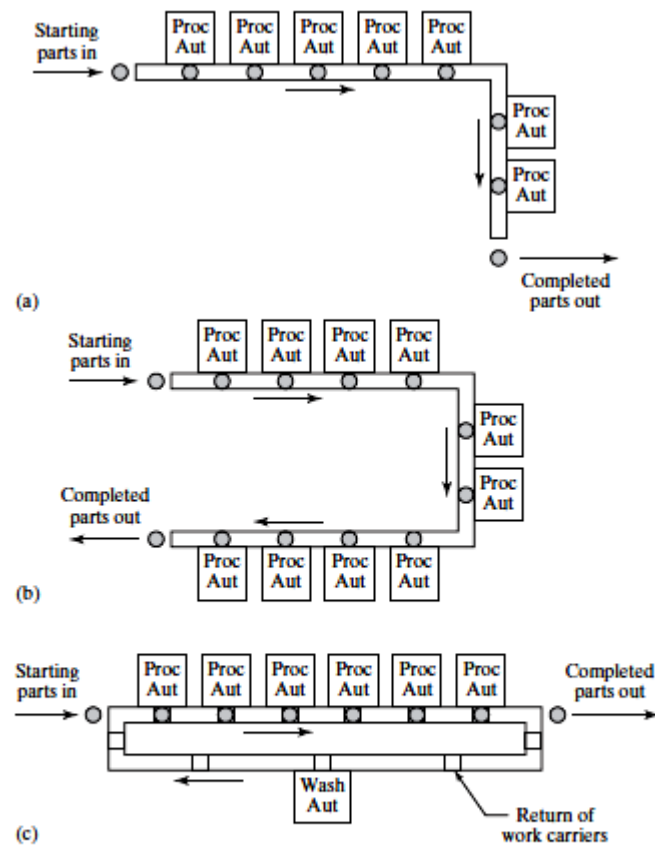 Starting
parts in
Proc
Aut
Proc
Aut
Proc
Aut
Proc
Aut
Proc
Aut
Proc
Aut
Proc
Aut
Completed
parts out
(a)
Starting
parts in
Proc
Aut
Proc
Aut
Proc
Aut
Proc
Aut
Proc
Aut
Proc
Aut
Completed
parts out
Proc
Aut
Proc
Aut
Proc
Aut
Proc
Aut
(b)
Starting
parts in
Proc
Aut
Proc
Aut
Proc
Aut
Proc
Aut
Proc
Aut
Proc
Aut
Completed
parts out
Wash
Aut
Return of
work carriers
(c)